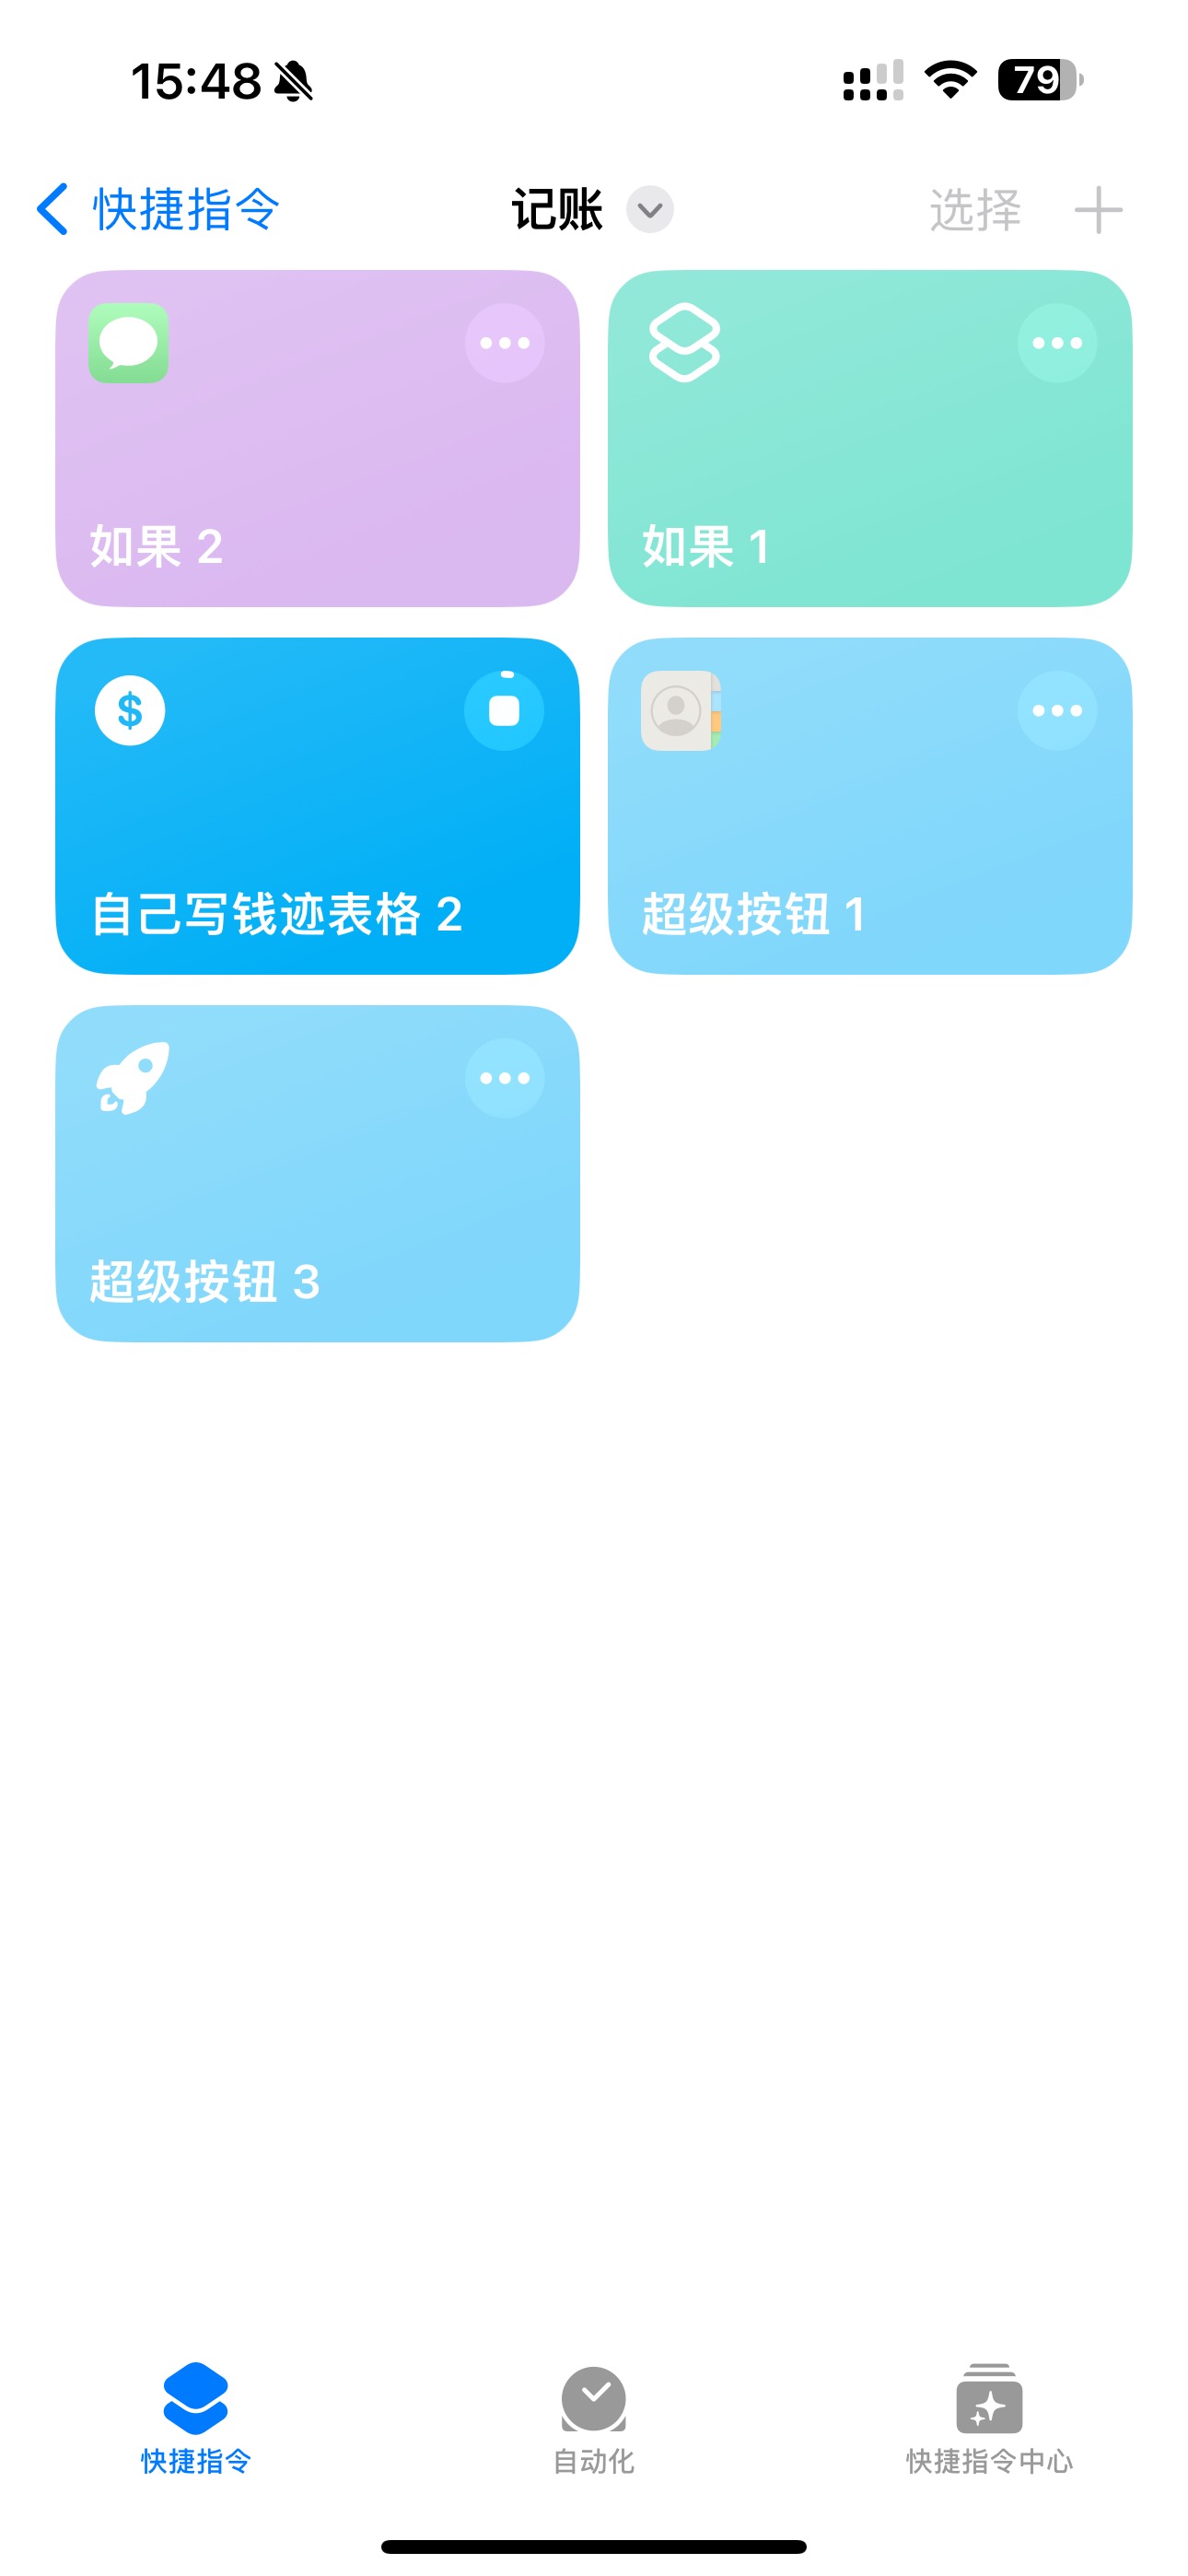 15:48
79
快捷指令
记账
选择
如果 2
如果 1
$
自己写钱迹表格 2
超级按钮 1
超级按钮 3
快捷指令
自动化
快捷指令中心